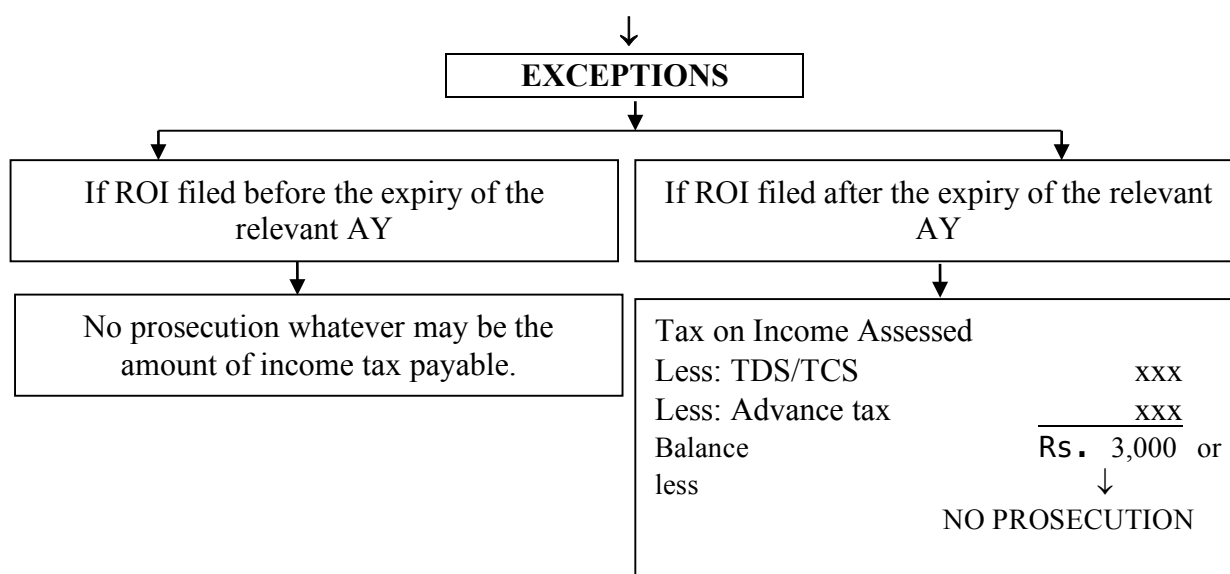 EXCEPTIONS
If ROI filed before the expiry of the
relevant AY
No prosecution whatever may be the
amount of income tax payable.
If ROI filed after the expiry of the relevant
AY
Tax on Income Assessed
Less: TDS/TCS xxx
Less: Advance tax xxx
Balance Rs. 3,000 or
less
NO PROSECUTION